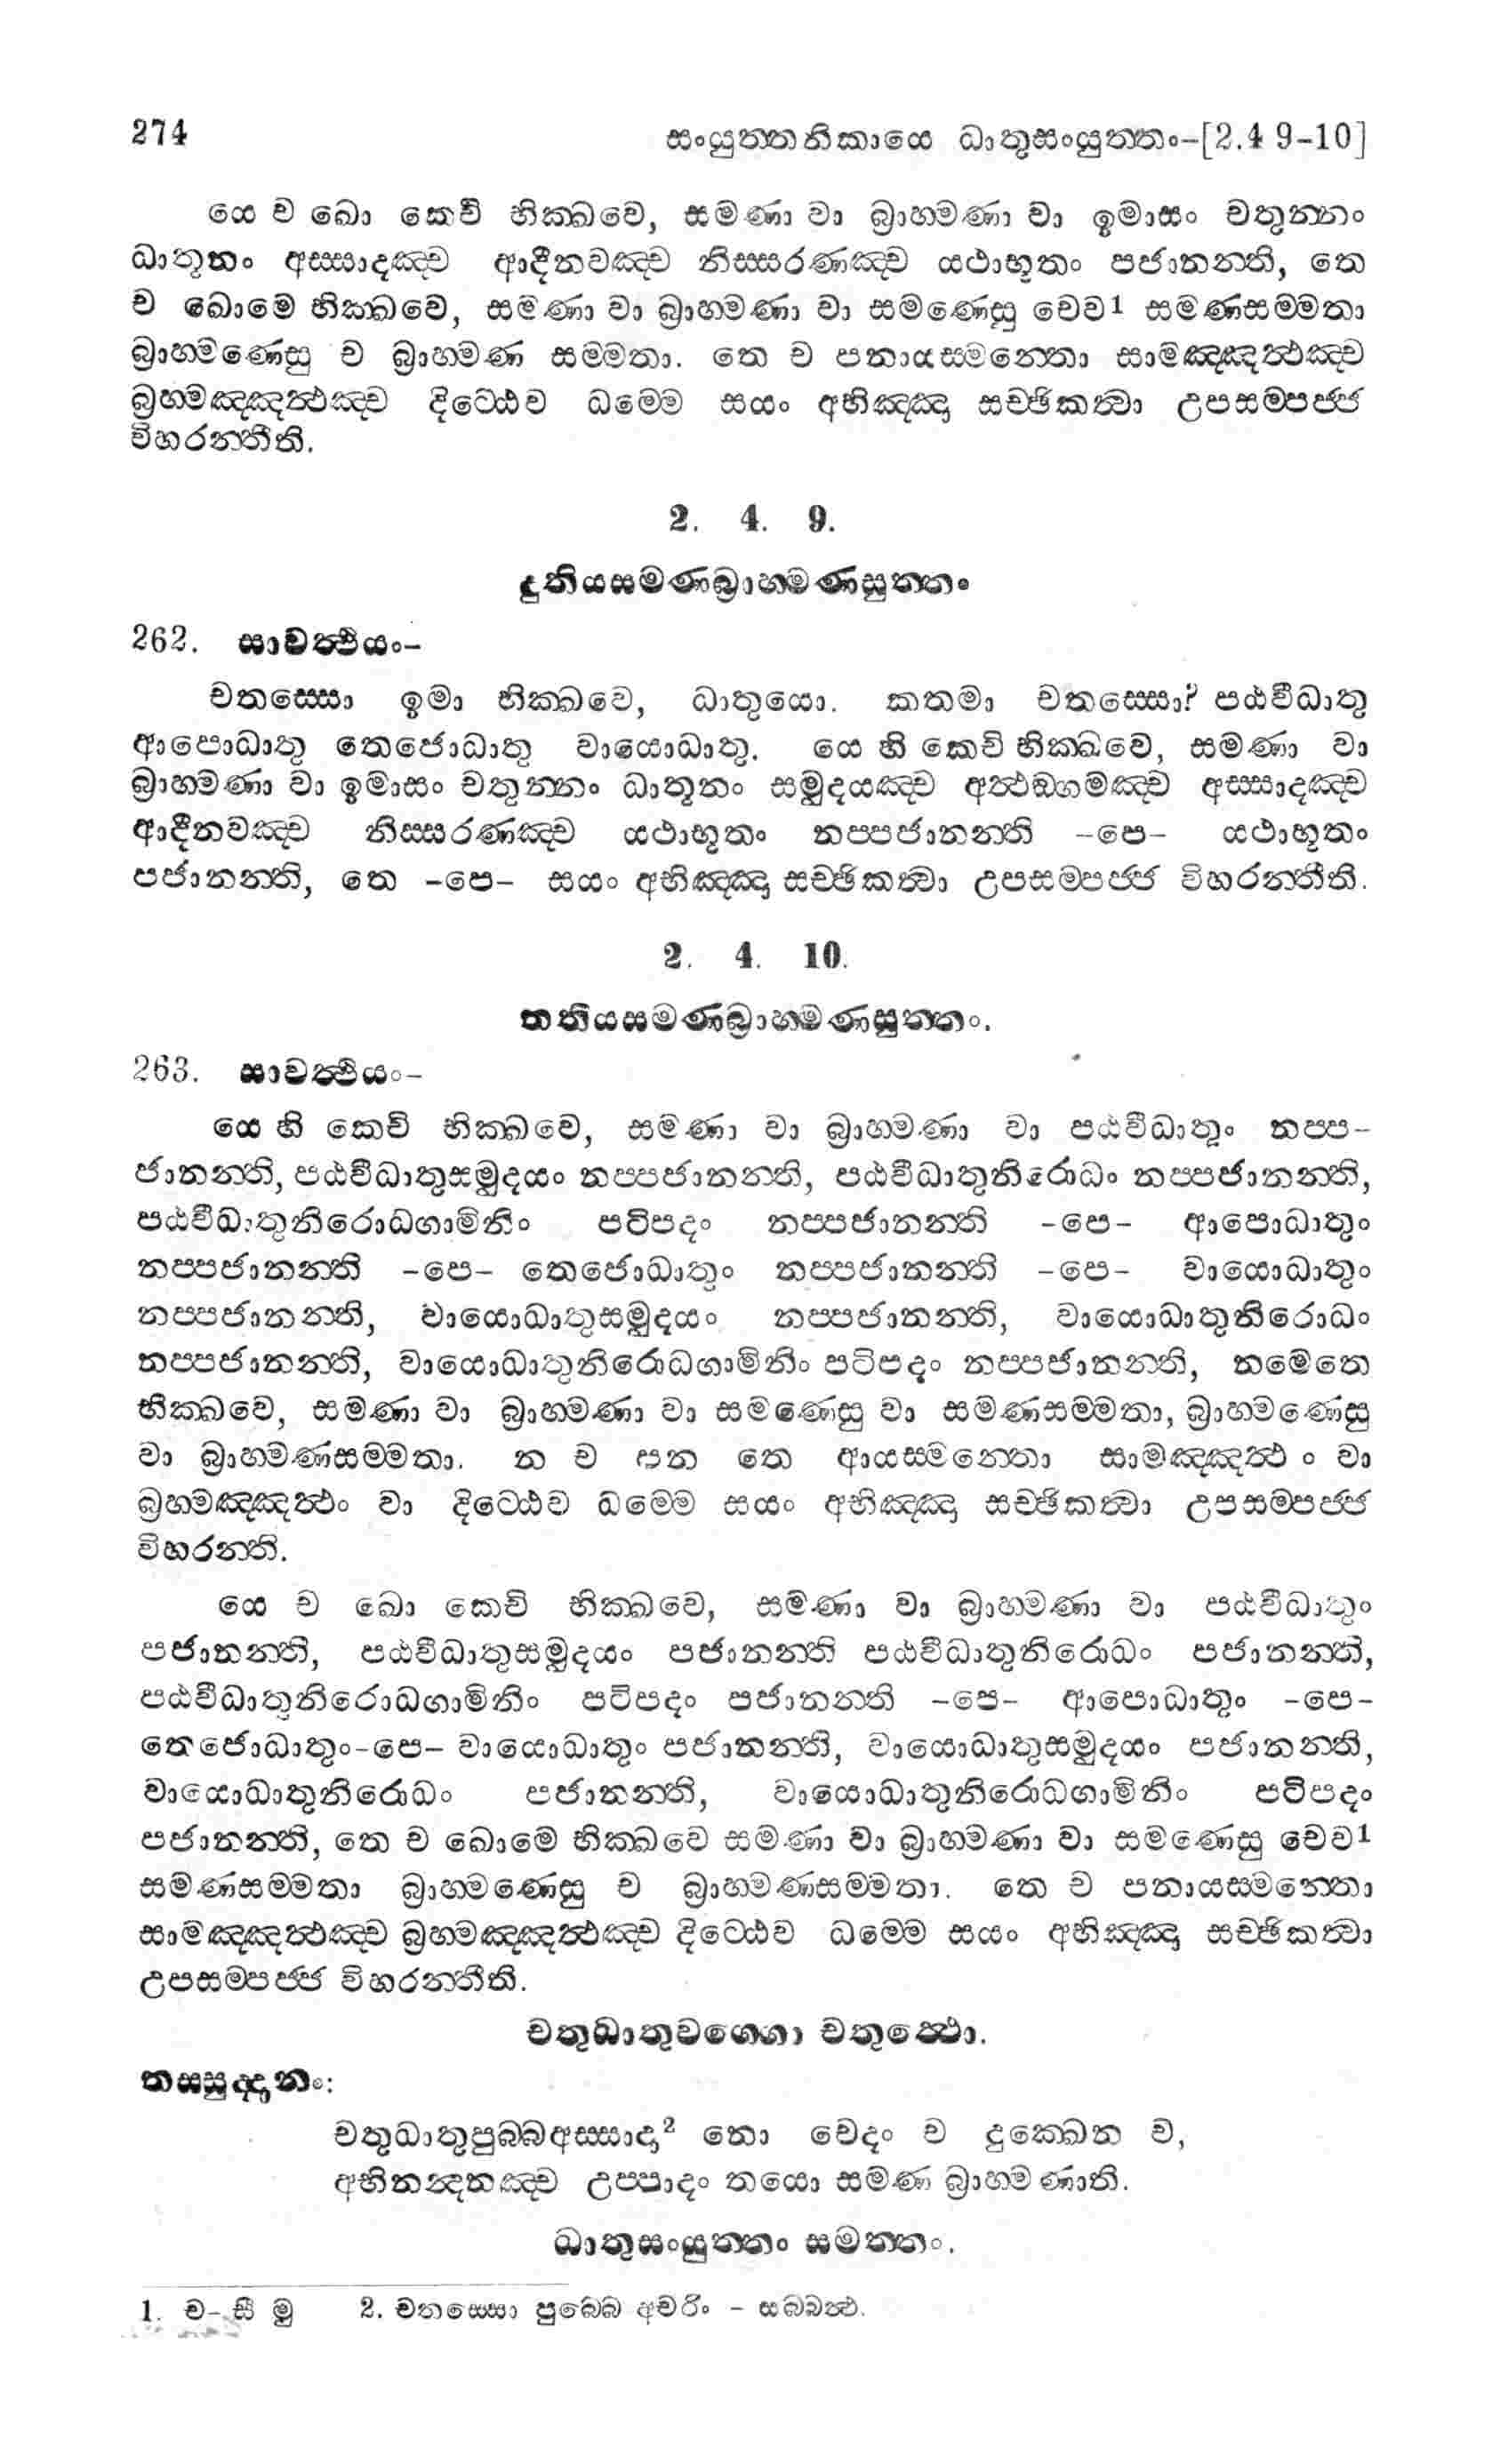 274 සංයුත්තනිකායෙ ධාතුසංයුත්තං-[2.4 9-10]
යෙ ච ඛො කෙචි භික්ඛවෙ, සමණා වා බ්‍රාහ්මණා වා ඉමාසං චතුන්නං
ධාතූනං අස්සාදඤ්ච ආදීනවඤ්ච නිස්සරණඤ්ච යථාභූතං පජානන්ති, තෙ
ච ඛොමෙ භික්ඛවෙ, සමණා වා බ්‍රාහ්මණා වා සමණෙසු චෙව1 සමණසම්මතා
බ්‍රාහ්මණෙසු ච බ්‍රාහ්මණ සම්මතා. තෙ ච පනායස්මන්තො සාමඤ්ඤත්ථඤ්ච
බ්‍රහ්මඤ්ඤත්ථඤ්ච දිට්ඨෙව ධම්මෙ සයං අභිඤ්ඤා සච්ඡිකත්වා උපසම්පජ්ජ
විහරන්තීති.
2. 4. 9.
දුතියසමණබ්‍රාහ්මණසුත්තං
262. සාවත්ථියං-
චතස්සො ඉමා භික්ඛවෙ, ධාතුයො. කතමා චතස්සො? පඨවීධාතු
ආපොධාතු තෙජොධාතු වායොධාතු. යෙ හි කෙචි භික්ඛවෙ, සමණා වා
බ්‍රාහ්මණා වා ඉමාසං චතුන්නං ධාතූනං සමුදයඤ්ච අත්ථඞ්ගමඤ්ච අස්සාදඤ්ච
ආදීනවඤ්ච නිස්සරණඤ්ච යථාභූතං නප්පජානන්ති -පෙ- යථාභූතං
පජානන්ති, තෙ -පෙ- සයං අභිඤ්ඤා සච්ඡිකත්වා උපසම්පජ්ජ විහරන්තීති.
2. 4. 10.
තතියසමණබ්‍රාහ්මණසුත්තං.
263. සාවත්ථියං-
යෙ හි කෙචි භික්ඛවෙ, සමණා වා බ්‍රාහ්මණා වා පඨවීධාතුං නප්ප-
ජානන්ති, පඨවීධාතුසමුදයං නප්පජානන්ති, පඨවීධාතුනිරොධං නප්පජානන්ති,
පඨවීධාතුනිරොධගාමිනිං පටිපදං නප්පජානන්ති -පෙ- ආපොධාතුං
නප්පජානන්ති -පෙ- තෙජොධාතුං නප්පජානන්ති -පෙ- වායොධාතුං
නප්පජානන්ති, වායොධාතුසමුදයං නප්පජානන්ති, වායොධාතුනිරොධං
නප්පජානන්ති, වායොධාතුනිරොධගාමිනිං පටිපදං නප්පජානන්ති, නමෙතෙ
භික්ඛවෙ, සමණා වා බ්‍රාහ්මණා වා සමණෙසු වා සමණසම්මතා, බ්‍රාහ්මණෙසු
වා බ්‍රාහ්මණසම්මතා. න ච පන තෙ ආයස්මන්තො සාමඤ්ඤත්ථං වා
බ්‍රහ්මඤ්ඤත්ථං වා දිට්ඨෙව ධම්මෙ සයං අභිඤ්ඤා සච්ඡිකත්වා උපසම්පජ්ජ
විහරන්ති.
යෙ ච ඛො කෙචි භික්ඛවෙ, සමණා වා බ්‍රාහ්මණා වා පඨවීධාතුං
පජානන්ති, පඨවීධාතුසමුදයං පජානන්ති පඨවීධාතුනිරොධං පජානන්ති,
පඨවීධාතුනිරොධගාමිනිං පටිපදං පජානන්ති -පෙ- ආපොධාතුං -පෙ-
තෙජොධාතුං-පෙ- වායොධාතුං පජානන්ති, වායොධාතුසමුදයං පජානන්ති,
වායොධාතුනිරොධං පජානන්ති, වායොධාතුනිරොධගාමිනිං පටිපදං
පජානන්ති, තෙ ච ඛොමෙ භික්ඛවෙ සමණා වා බ්‍රාහ්මණා වා සමණෙසු චෙව1
සමණසම්මතා බ්‍රාහ්මණෙසු ච බ්‍රාහ්මණසම්මතා. තෙ ච පනායස්මන්තො
සාමඤ්ඤත්ථඤ්ච බ්‍රහ්මඤ්ඤත්ථඤ්ච දිට්ඨෙව ධම්මෙ සයං අභිඤ්ඤා සච්ඡිකත්වා
උපසම්පජ්ජ විහරන්තීති.
චතුධාතුවග්ගො චතුත්ථො.
තස්සුද්දානං:
චතුධාතුපුබ්බඅස්සාදා2 නො චෙදං ච දුක්ඛෙන ච,
අභිනන්දනඤ්ච උප්පාදං තයො සමණ බ්‍රාහ්මණාති.
ධාතුසංයුත්තං සමත්තං.
1. ච- සී මු 2. චතස්සො පුබ්බෙ අචරිං - සබ්බත්ථ.